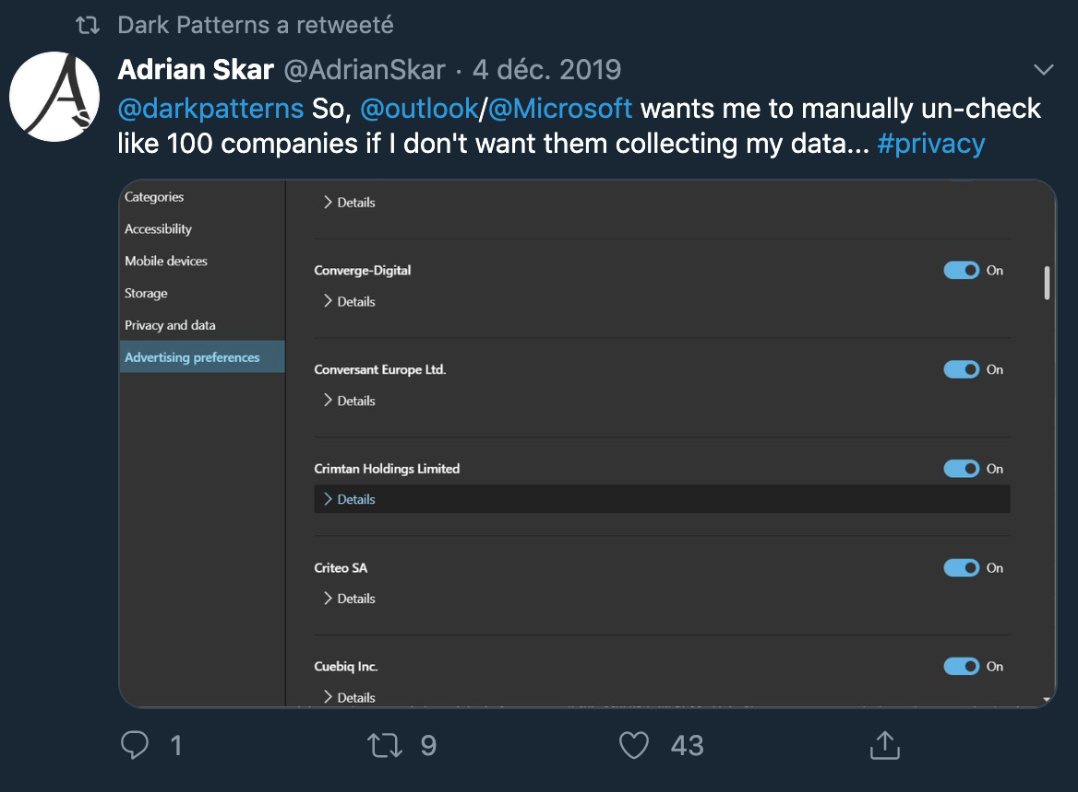 Dark Patterns a retweeté
Adrian Skar @AdrianSkar · 4 déc. 2019
@darkpatterns So, @outlook/@Microsoft wants me to manually un-check
like 100 companies if I don't want them collecting my data... #privacy
Categories
Accessibility
Mobile devices
Storage
Privacy and data
Advertising preferences
Details
Converge-Digital On
Details
Conversant Europe Ltd. On
Details
Crimtan Holdings Limited On
Details
Criteo SA On
Details
Cuebiq Inc. On
Details
1 9 43